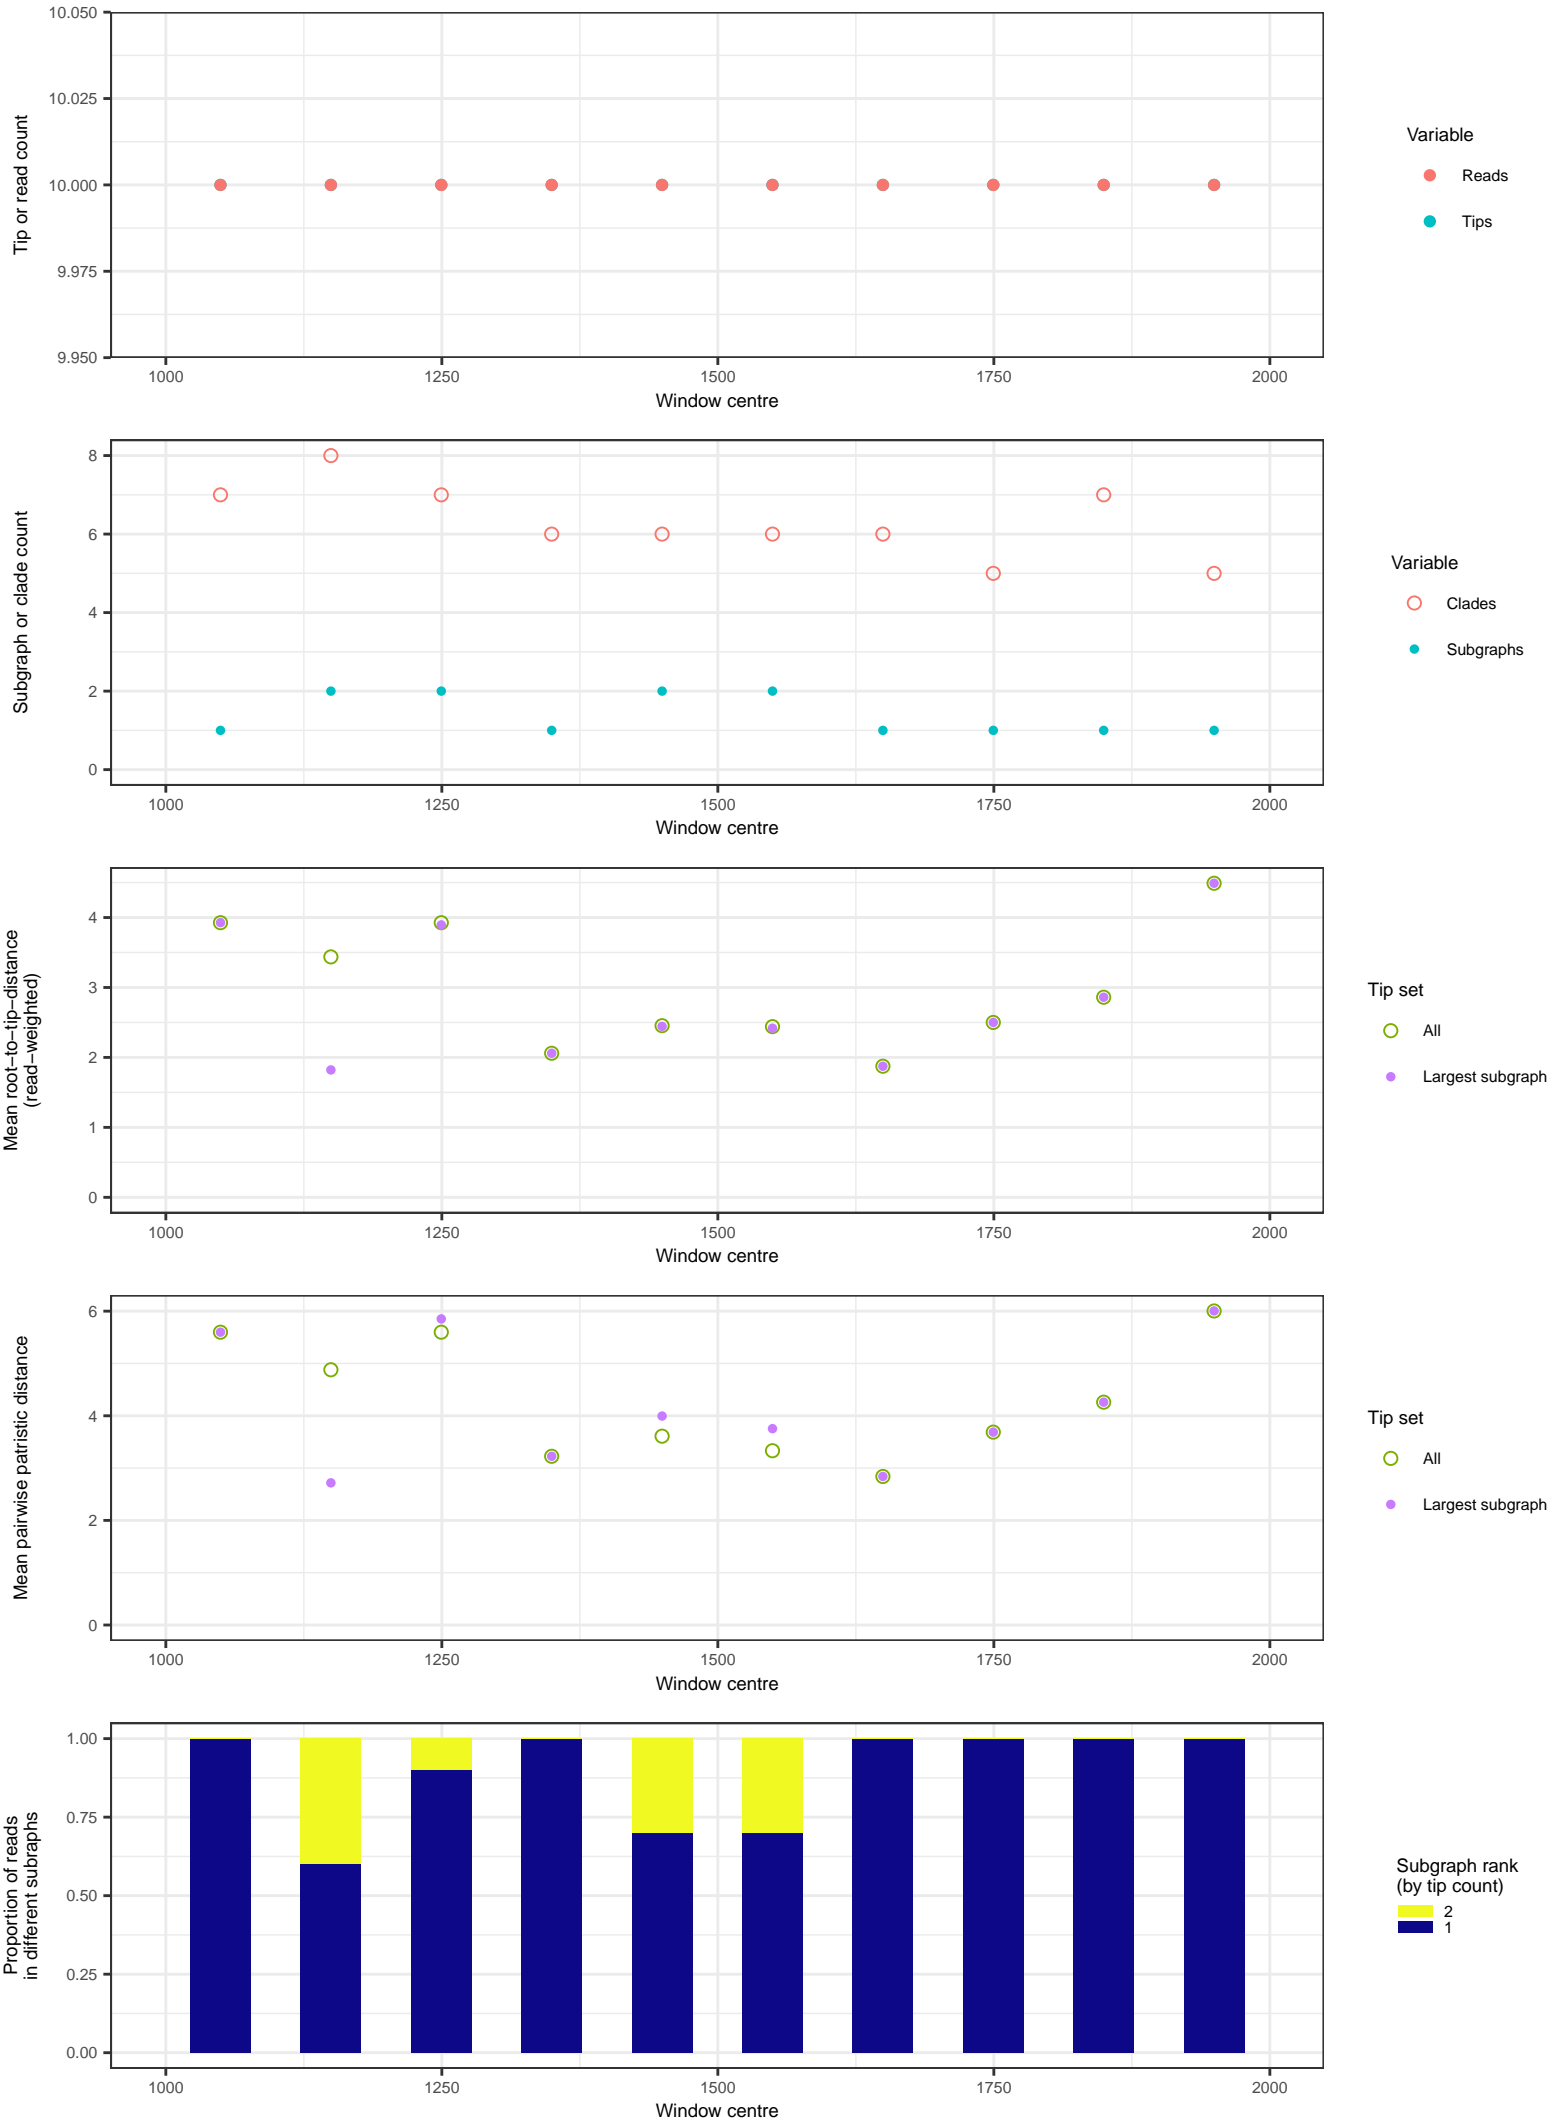 10.050
10.025
10.000
9.975
9.950
Tip or read count
1000 1250 1500 1750 2000
Window centre
Variable
Reads
Tips
8
6
4
2
0
Subgraph or clade count
1000 1250 1500 1750 2000
Window centre
Variable
Clades
Subgraphs
4
3
2
1
0
Mean root−to−tip−distance
(read−weighted)
1000 1250 1500 1750 2000
Window centre
Tip set
All
Largest subgraph
6
4
2
0
Mean pairwise patristic distance
1000 1250 1500 1750 2000
Window centre
Tip set
All
Largest subgraph
1.00
0.75
0.50
0.25
0.00
Proportion of reads
in different subraphs
1000 1250 1500 1750 2000
Window centre
Subgraph rank
(by tip count)
2
1